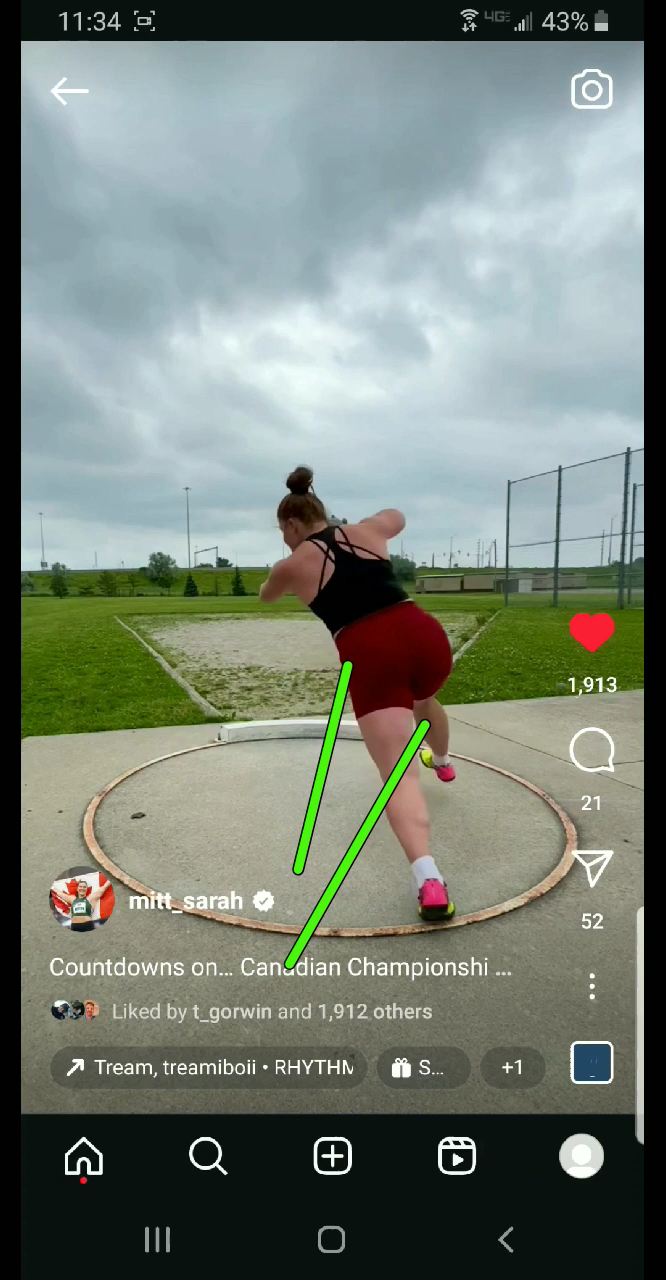 11:34
4GE 43%
1,913
21
mitt_sarah
52
Countdowns on... Canadian Championshi ...
Liked by t_gorwin and 1,912 others
Tream, treamiboii • RHYTHM
S...
+1